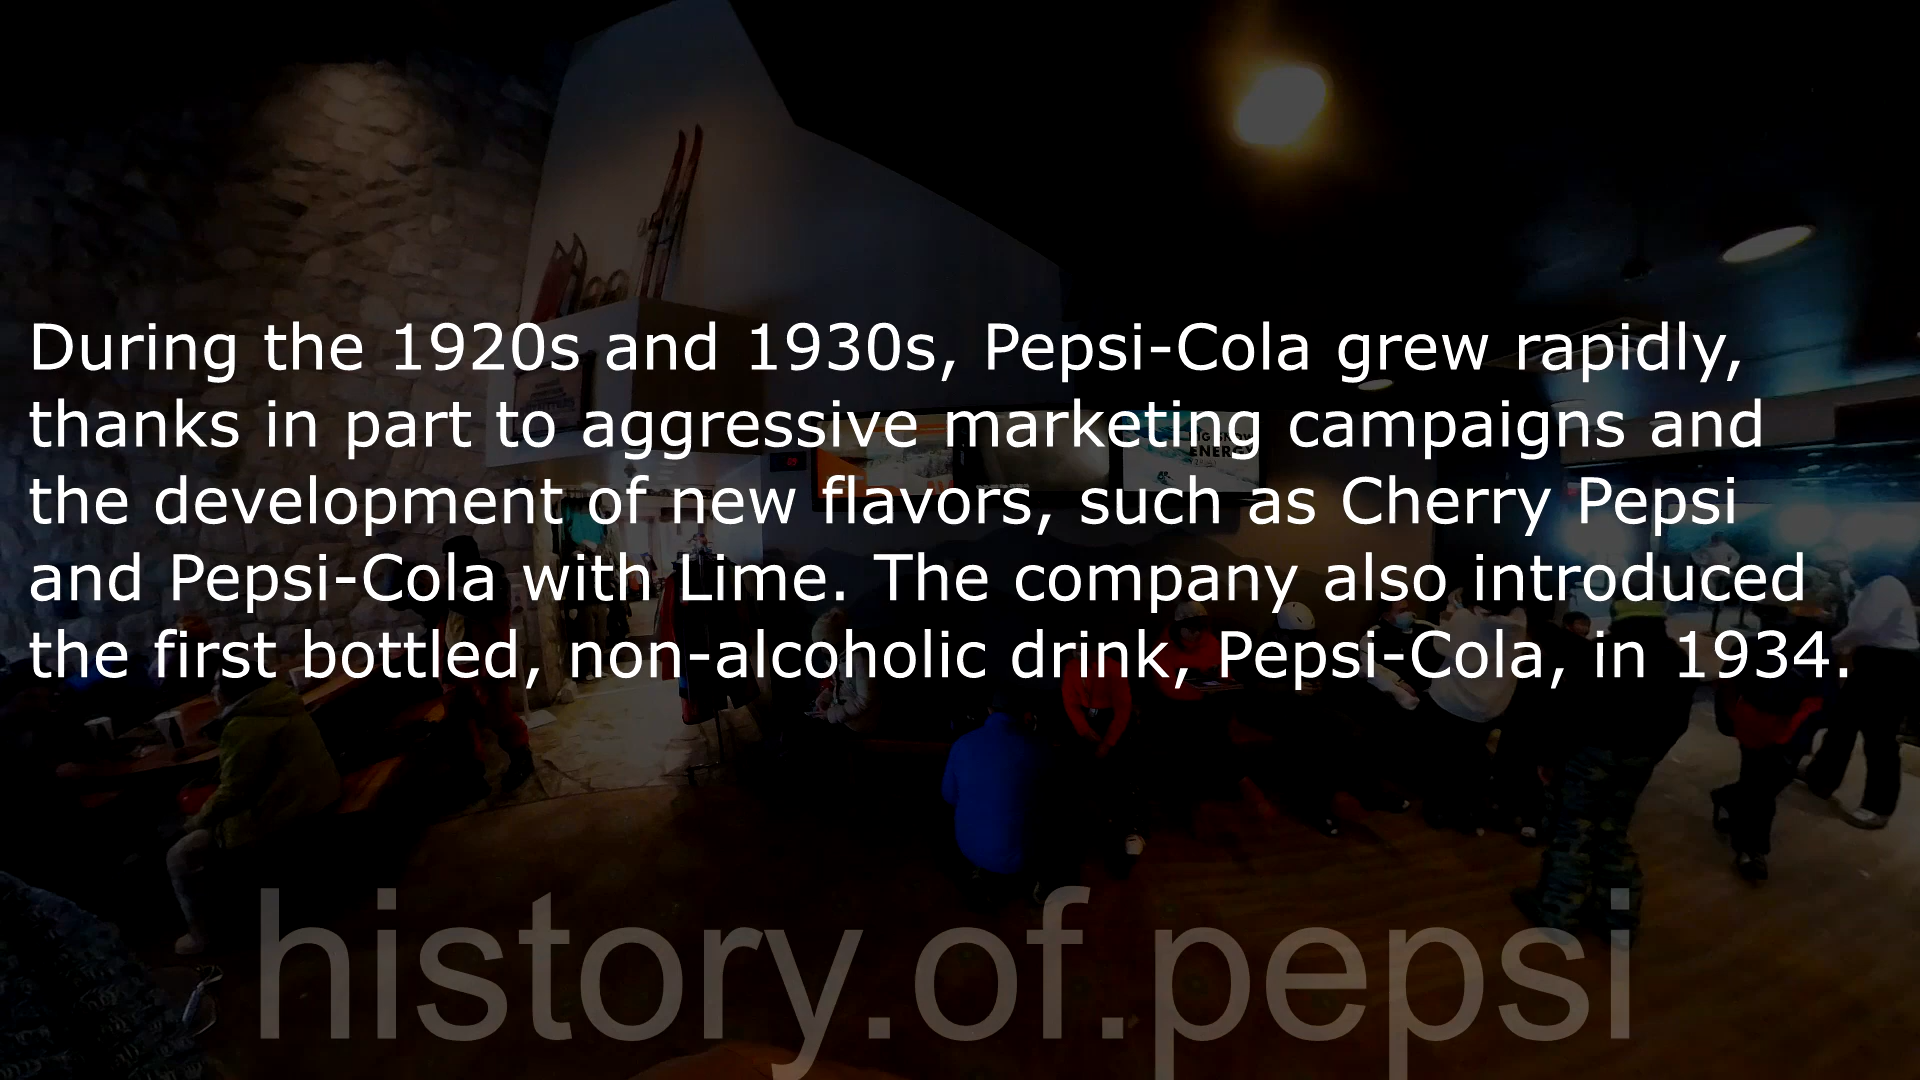 During the 1920s and 1930s, Pepsi-Cola grew rapidly,
thanks in part to aggressive marketing campaigns and
the development of new flavors, such as Cherry Pepsi
and Pepsi-Cola with Lime. The company also introduced
the first bottled, non-alcoholic drink, Pepsi-Cola, in 1934.
ENERGY
history.of.pepsi